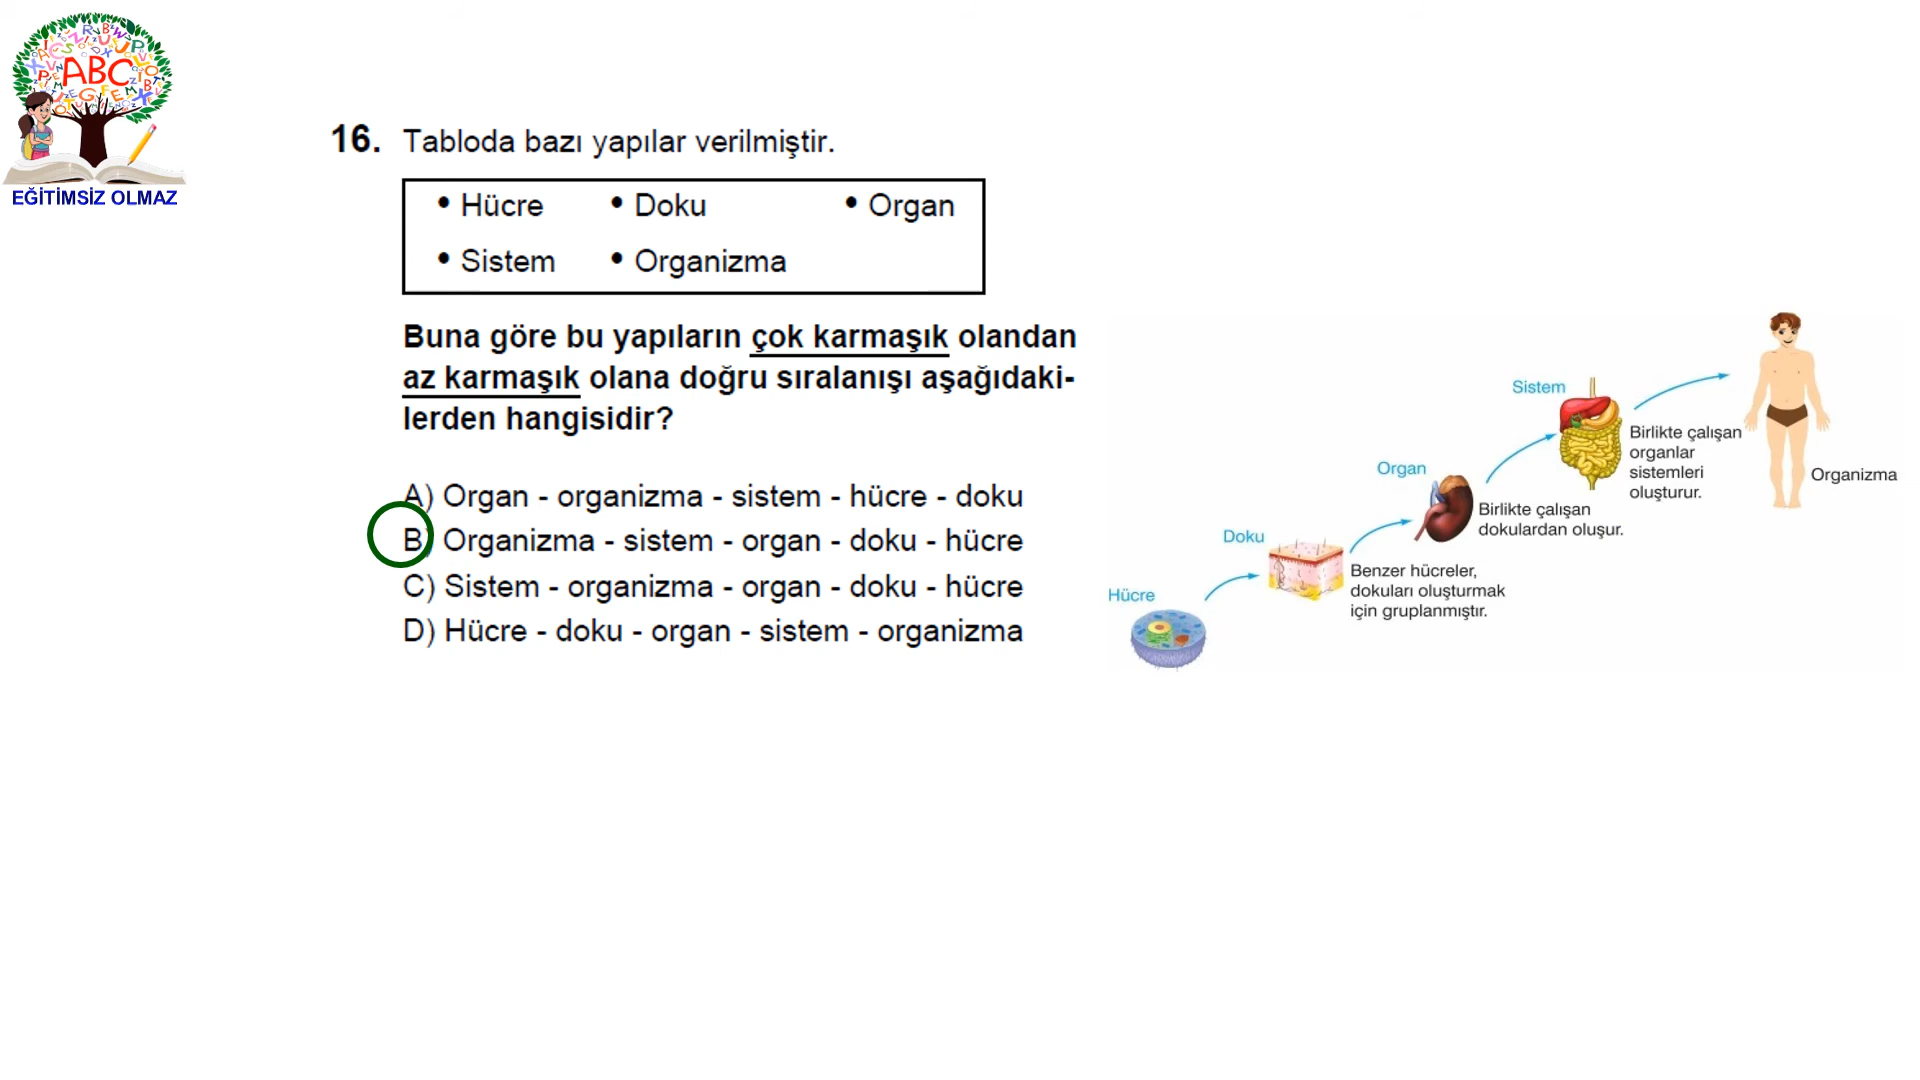 ABC
EĞİTİMSİZ OLMAZ
16. Tabloda bazı yapılar verilmiştir.
• Hücre • Doku • Organ
• Sistem • Organizma
Buna göre bu yapıların çok karmaşık olandan
az karmaşık olana doğru sıralanışı aşağıdaki-
lerden hangisidir?
A) Organ - organizma - sistem - hücre - doku
B) Organizma - sistem - organ - doku - hücre
C) Sistem - organizma - organ - doku - hücre
D) Hücre - doku - organ - sistem - organizma
Hücre
Doku
Benzer hücreler,
dokuları oluşturmak
için gruplanmıştır.
Organ
Birlikte çalışan
dokulardan oluşur.
Sistem
Birlikte çalışan
organlar
sistemleri
oluşturur.
Organizma